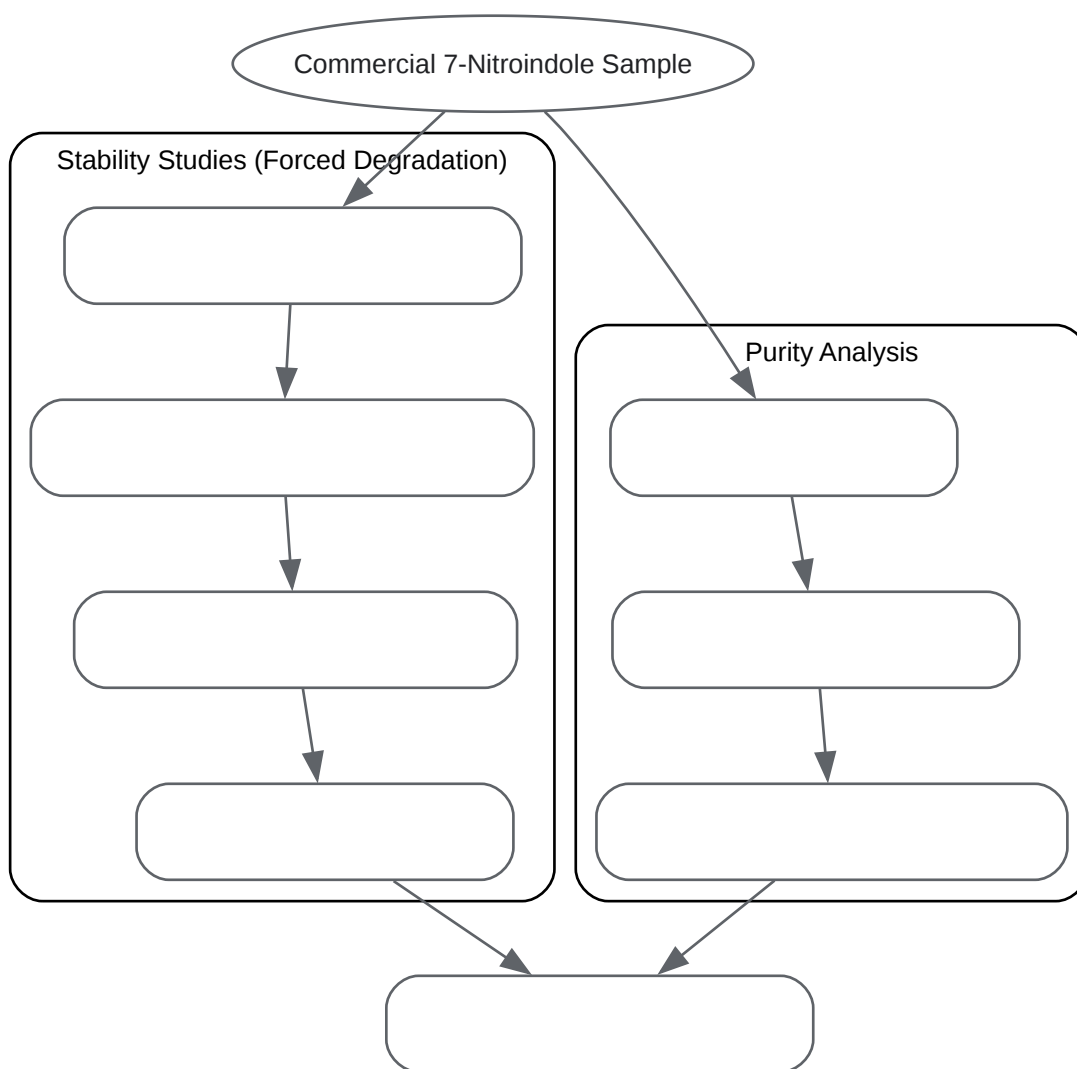 Commercial 7-Nitroindole Sample
Stability Studies (Forced Degradation)
Purity Analysis